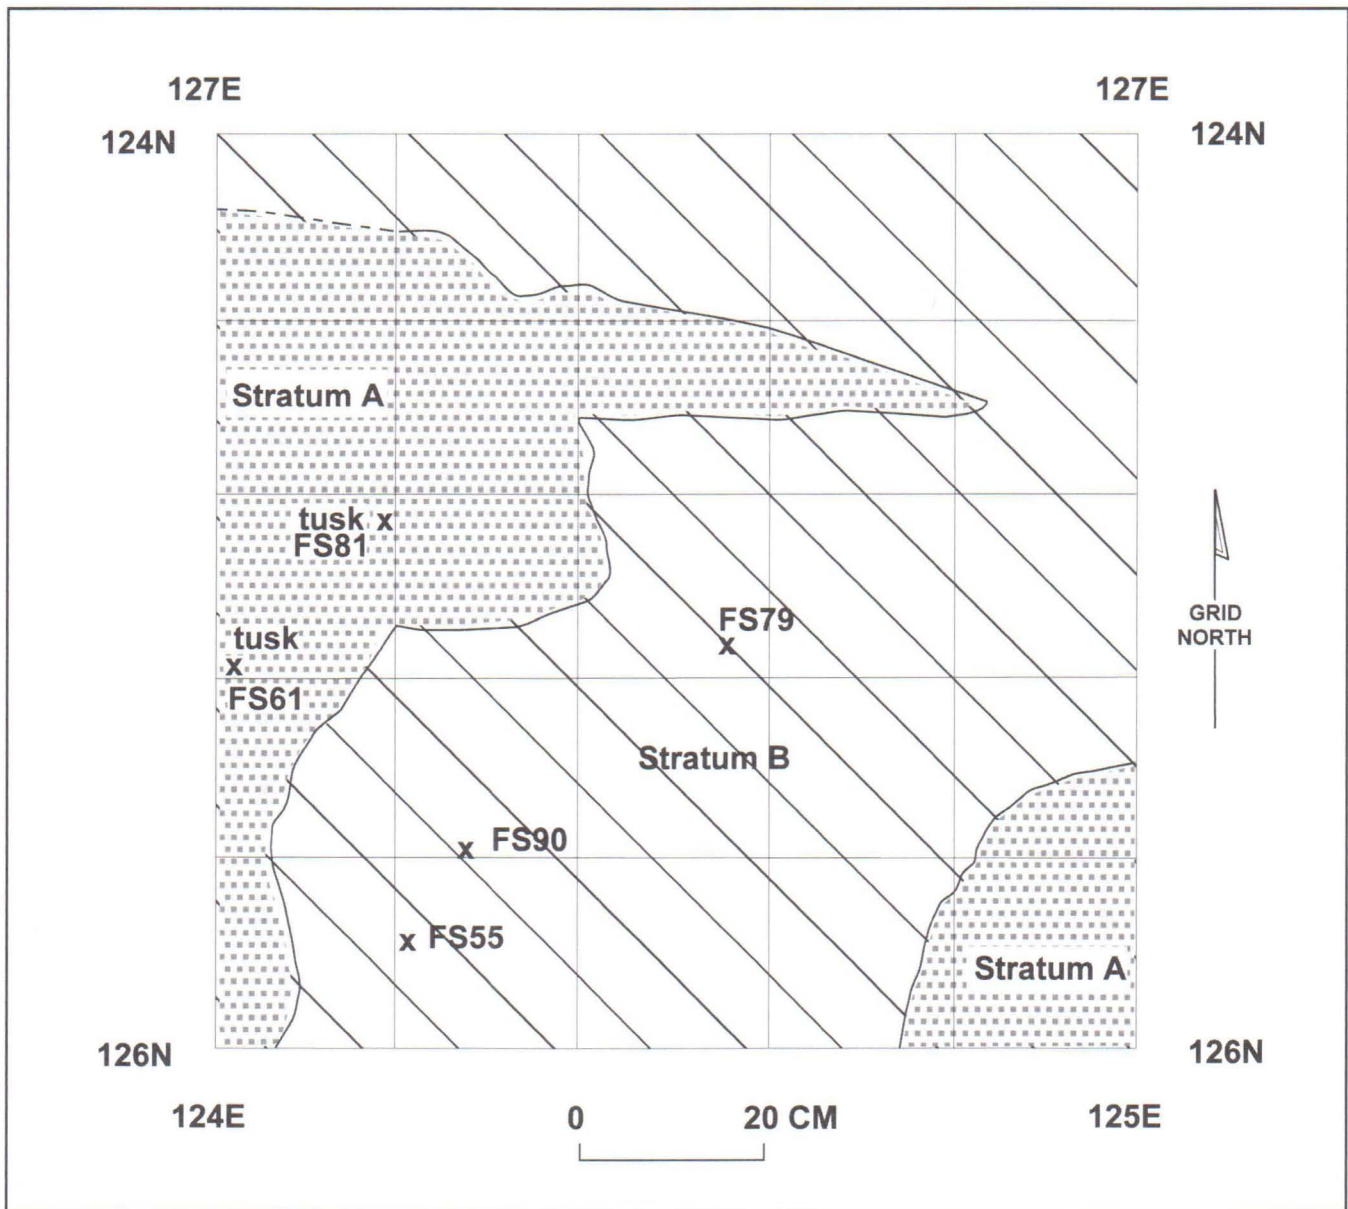 127E 127E
124N 124N
Stratum A
tusk x
FS81
FS79
x
tusk
x
FS61
GRID
NORTH
Stratum B
x FS90
x FS55
Stratum A
126N 126N
124E 0 20 CM 125E